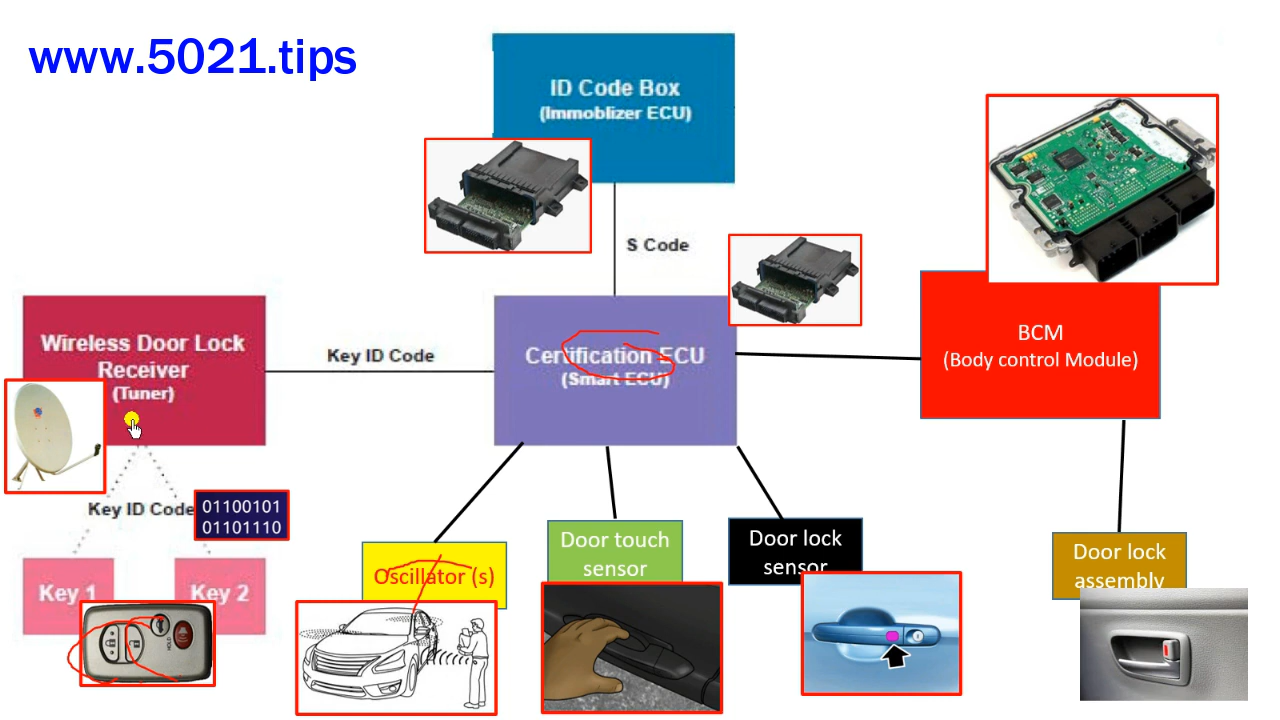 www.5021.tips
ID Code Box
(Immoblizer ECU)
S Code
Wireless Door Lock
Receiver
(Tuner)
Key ID Code
Certification ECU
(Smart ECU)
BCM
(Body control Module)
Key ID Code
01100101
01101110
Key 1
Key 2
HOLD
Oscillator (s)
Door touch
sensor
Door lock
sensor
Door lock
assembly